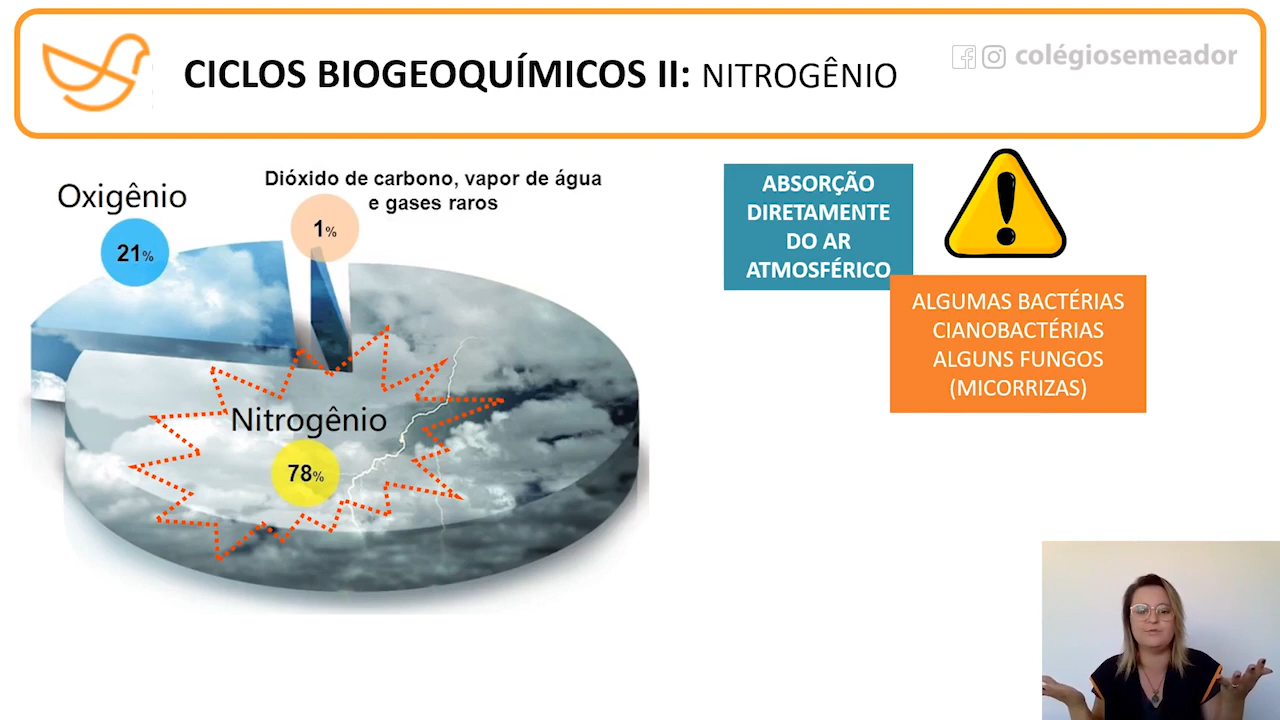 CICLOS BIOGEOQUÍMICOS II: NITROGÊNIO
colégiosemeador
Oxigênio
21%
Dióxido de carbono, vapor de água
e gases raros
1%
Nitrogênio
78%
ABSORÇÃO
DIRETAMENTE
DO AR
ATMOSFÉRICO
ALGUMAS BACTÉRIAS
CIANOBACTÉRIAS
ALGUNS FUNGOS
(MICORRIZAS)